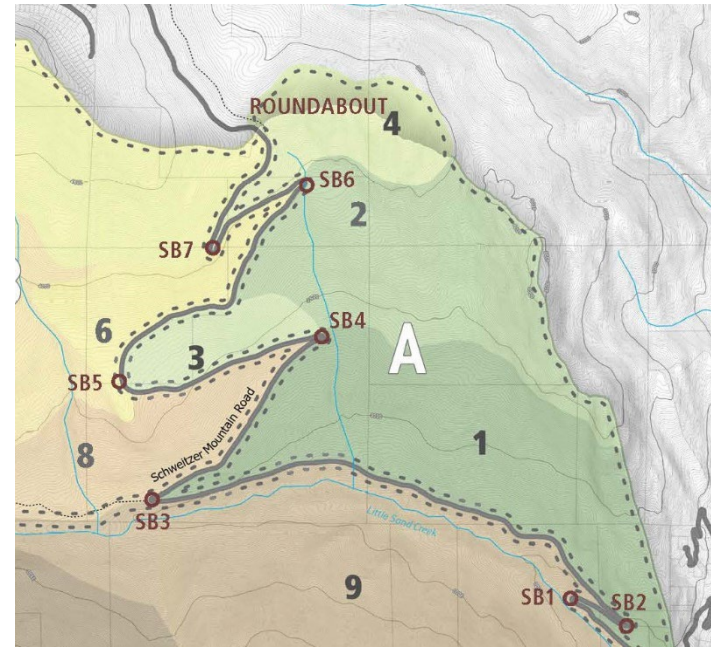 ROUNDABOUT
4
SB6
2
SB7
SB4
6
3
A
SB5
Schweitzer Mountain Road
1
8
SB3
Little Sand Creek
9
SB1
SB2